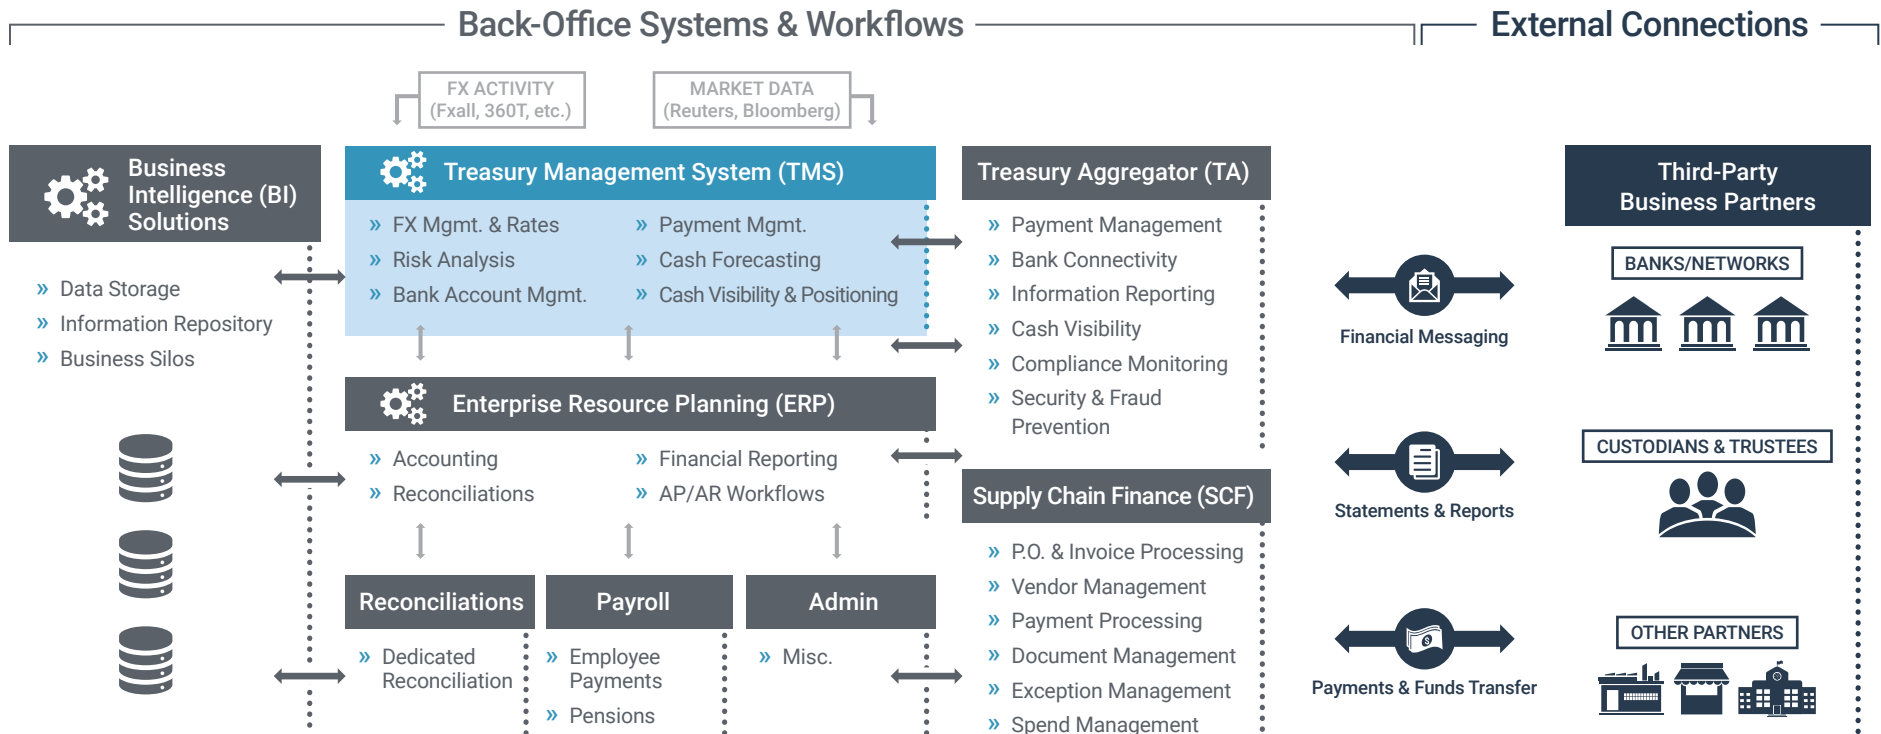 Back-Office Systems & Workflows
External Connections
FX ACTIVITY
(Fxall, 360T, etc.)
MARKET DATA
(Reuters, Bloomberg)
Business
Intelligence (BI)
Solutions
» Data Storage
» Information Repository
» Business Silos
Treasury Management System (TMS)
» FX Mgmt. & Rates
» Risk Analysis
» Bank Account Mgmt.
» Payment Mgmt.
» Cash Forecasting
» Cash Visibility & Positioning
Enterprise Resource Planning (ERP)
» Accounting
» Reconciliations
» Financial Reporting
» AP/AR Workflows
Reconciliations
» Dedicated
Reconciliation
Payroll
» Employee
Payments
» Pensions
Admin
» Misc.
Treasury Aggregator (TA)
» Payment Management
» Bank Connectivity
» Information Reporting
» Cash Visibility
» Compliance Monitoring
» Security & Fraud
Prevention
Supply Chain Finance (SCF)
» P.O. & Invoice Processing
» Vendor Management
» Payment Processing
» Document Management
» Exception Management
» Spend Management
Financial Messaging
Statements & Reports
$
Payments & Funds Transfer
Third-Party
Business Partners
BANKS/NETWORKS
CUSTODIANS & TRUSTEES
OTHER PARTNERS